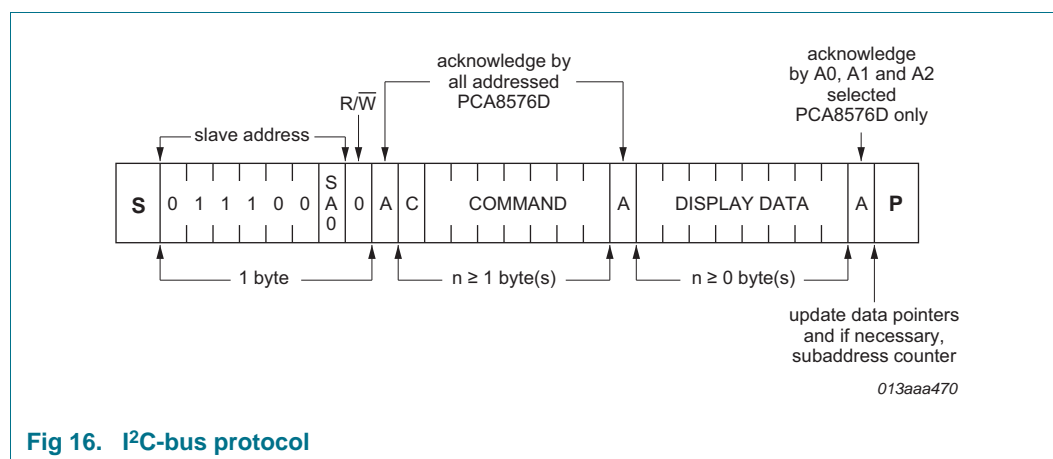 acknowledge by
all addressed
PCA8576D
acknowledge
by A0, A1 and A2
selected
PCA8576D only
R/W̅
slave address
S 0 1 1 1 0 0 SA0 0 A C COMMAND A DISPLAY DATA A P
1 byte
n ≥ 1 byte(s)
n ≥ 0 byte(s)
update data pointers
and if necessary,
subaddress counter
013aaa470
Fig 16. I²C-bus protocol